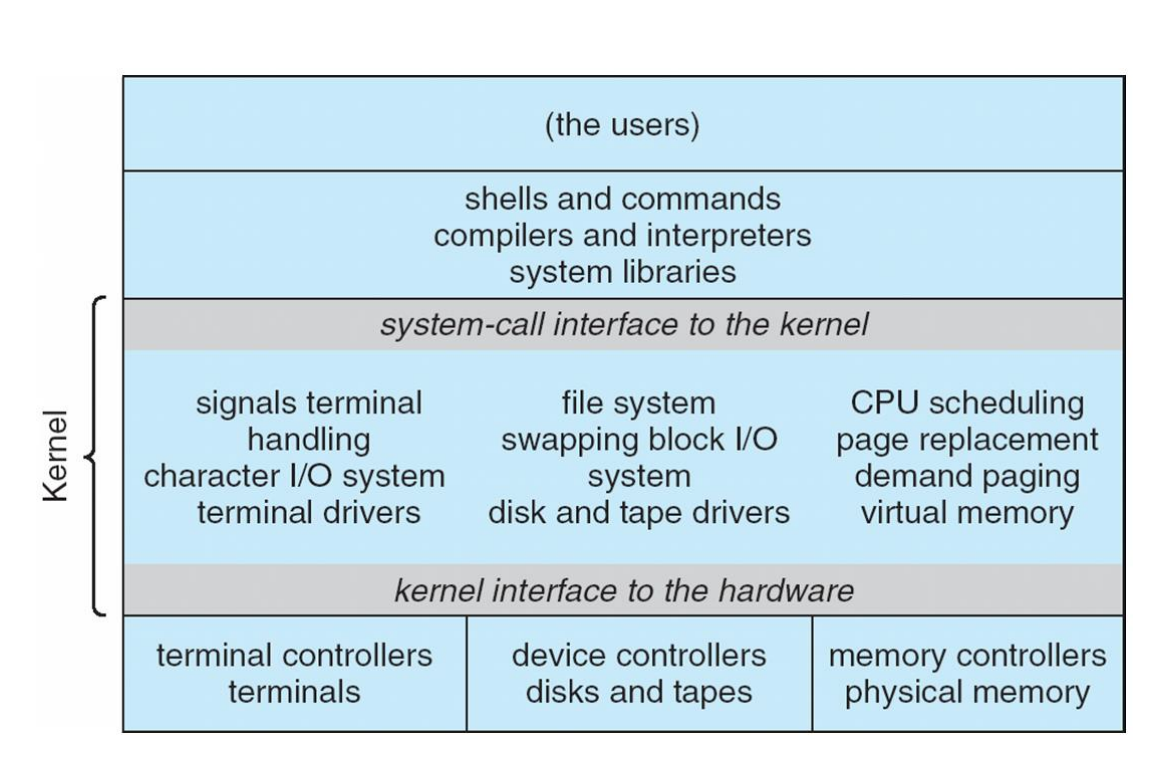 (the users)
shells and commands
compilers and interpreters
system libraries
system-call interface to the kernel
Kernel
signals terminal
handling
character I/O system
terminal drivers
file system
swapping block I/O
system
disk and tape drivers
CPU scheduling
page replacement
demand paging
virtual memory
kernel interface to the hardware
terminal controllers
terminals
device controllers
disks and tapes
memory controllers
physical memory